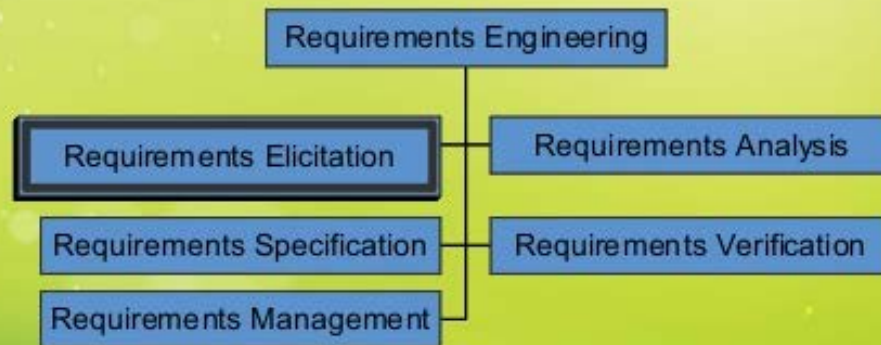 Requirements Engineering
Requirements Elicitation
Requirements Analysis
Requirements Specification
Requirements Verification
Requirements Management